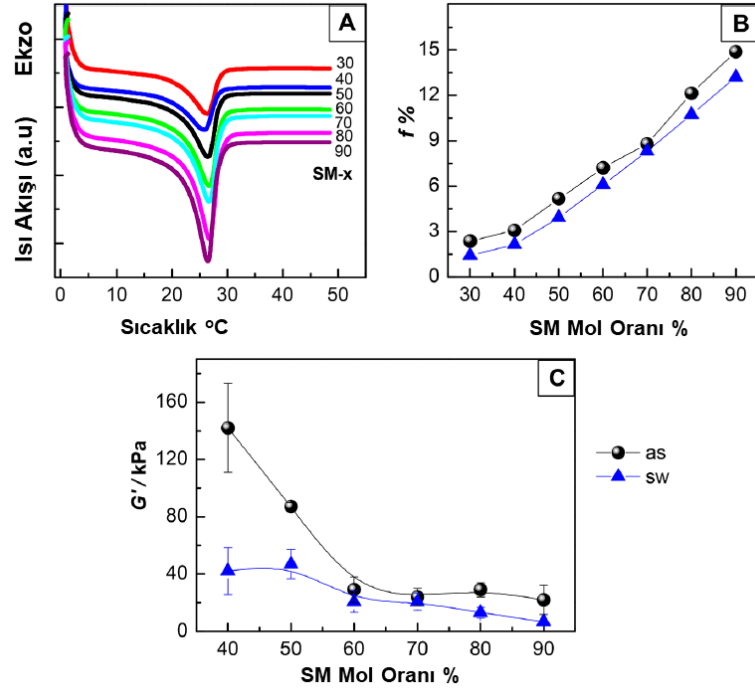 A
Isı Akışı (a.u) Ekzo
30
40
50
60
70
80
90
SM-x
0 10 20 30 40 50
Sıcaklık °C
B
f %
15
12
9
6
3
0
30 40 50 60 70 80 90
SM Mol Oranı %
C
G' / kPa
160
120
80
40
0
40 50 60 70 80 90
SM Mol Oranı %
as
sw